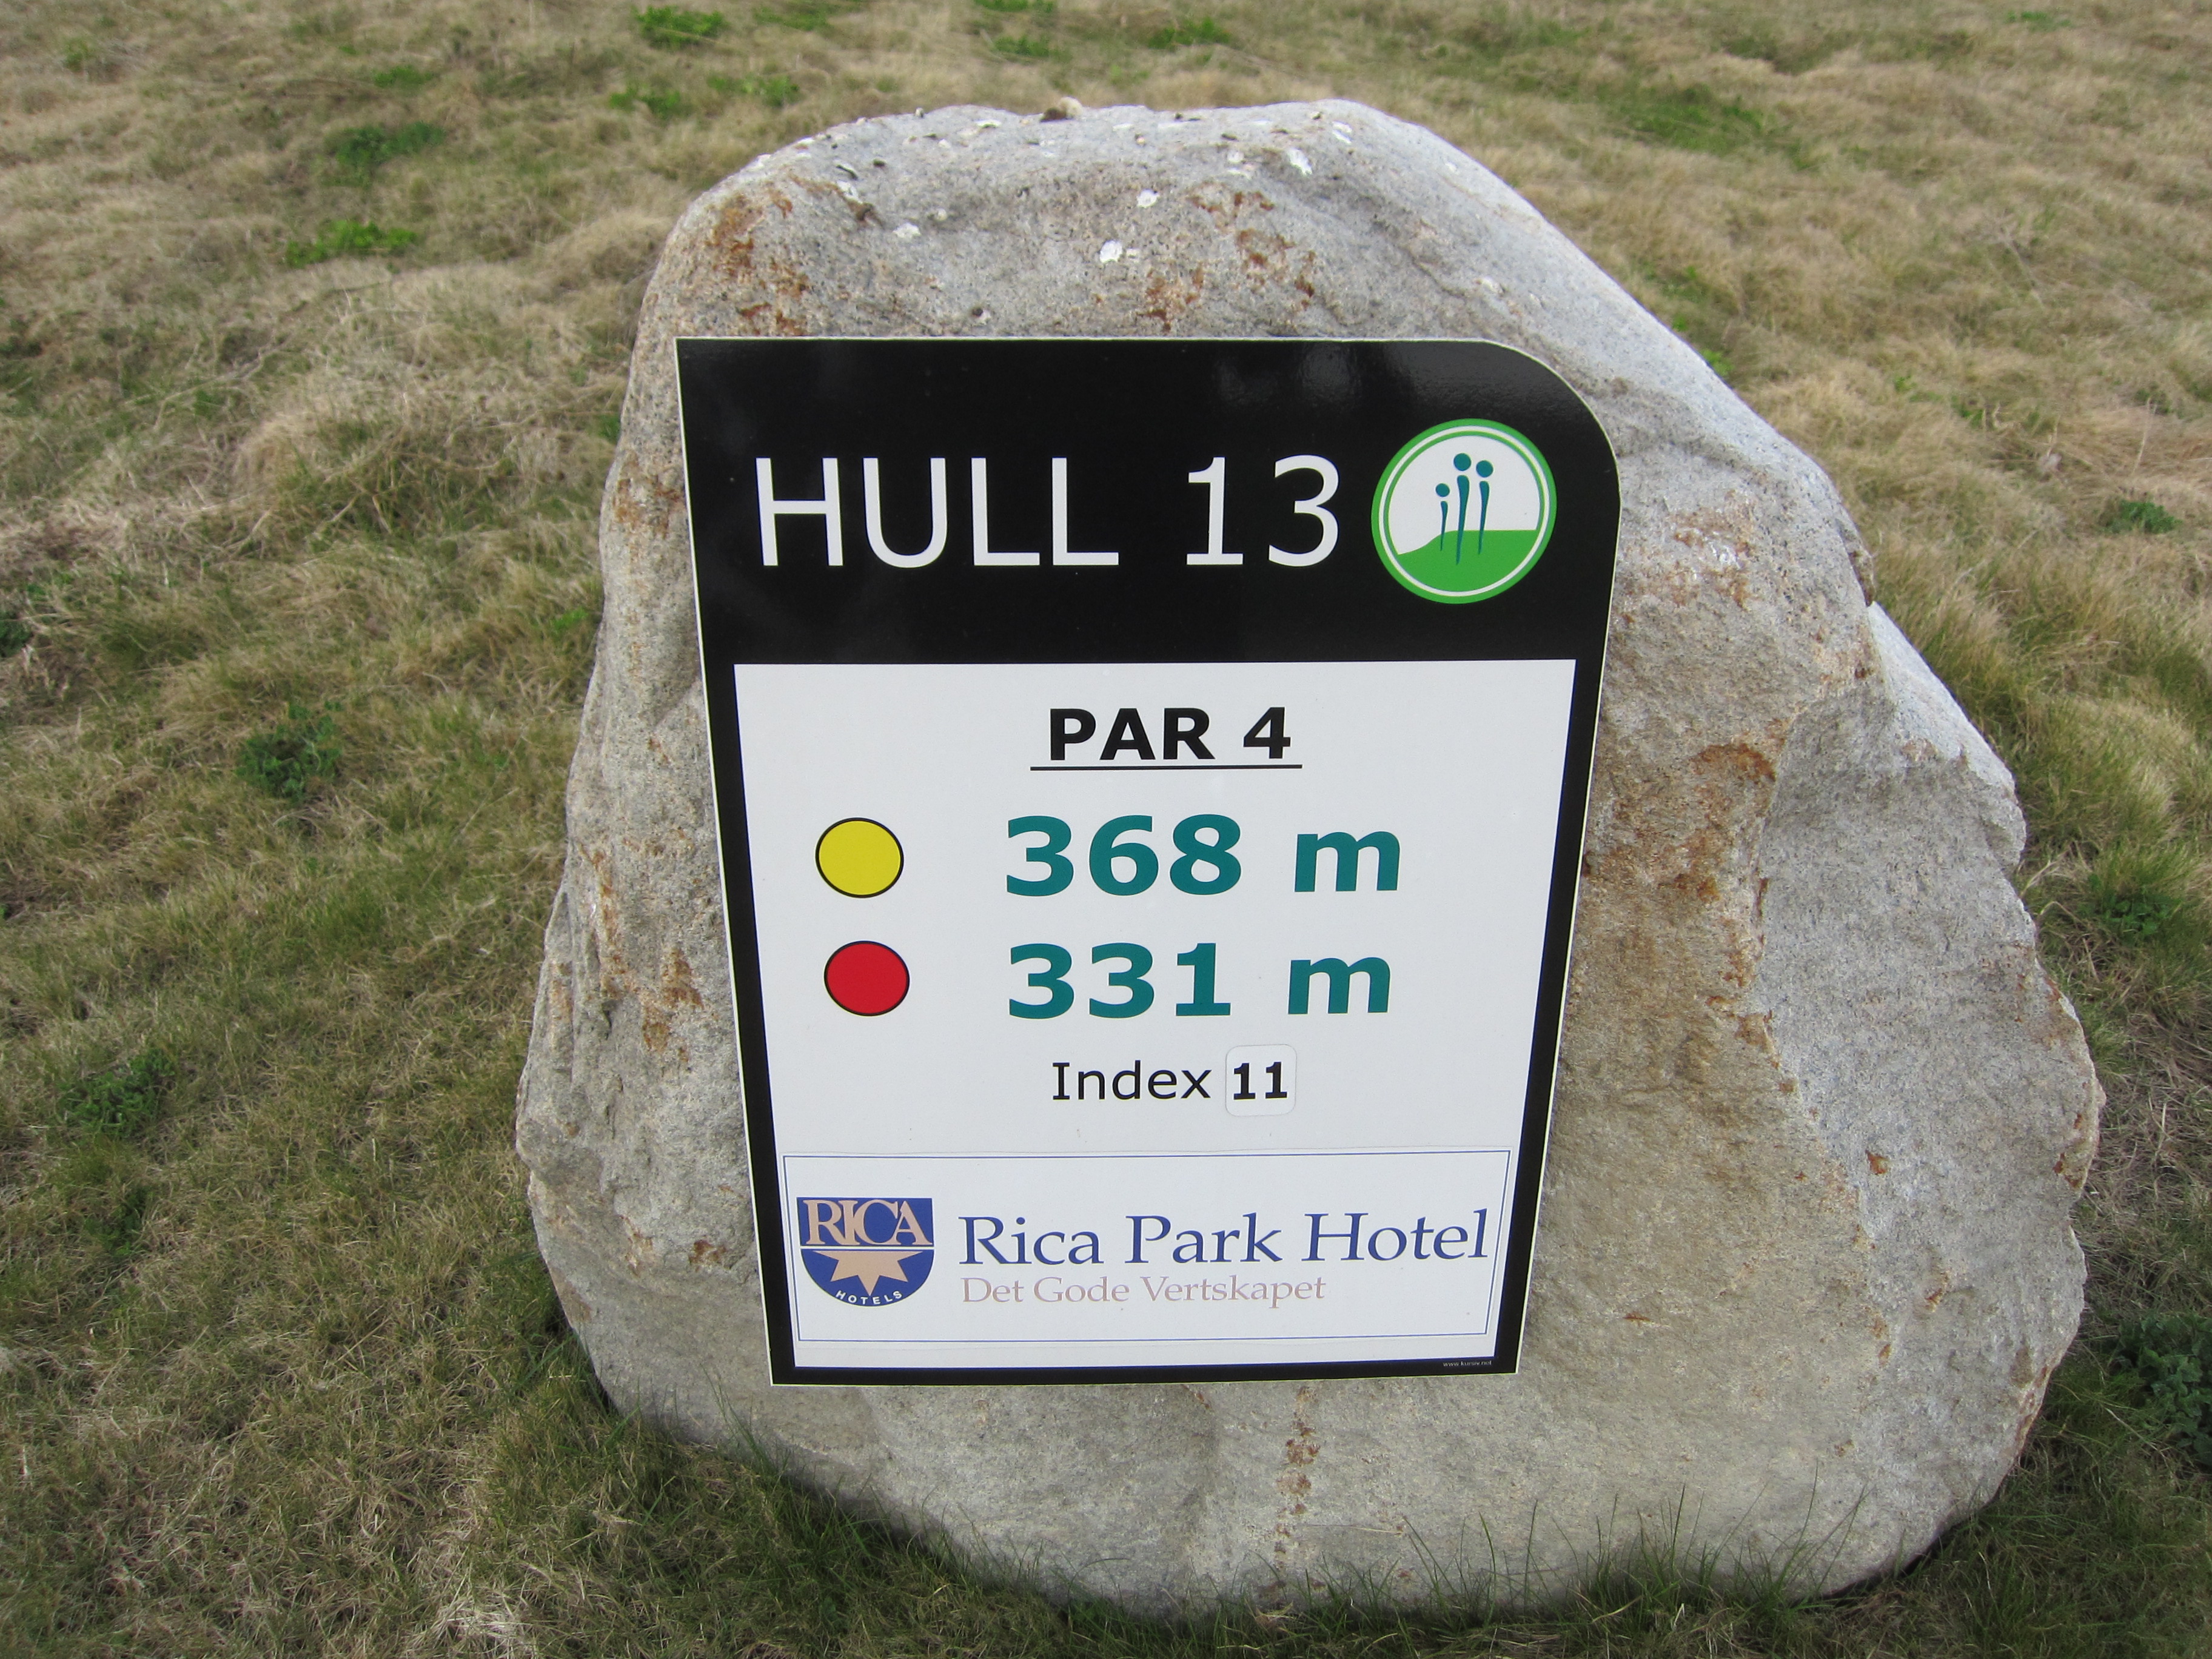 HULL 13
PAR 4
368 m
331 m
Index 11
RICA
HOTELS
Rica Park Hotel
Det Gode Vertskapet